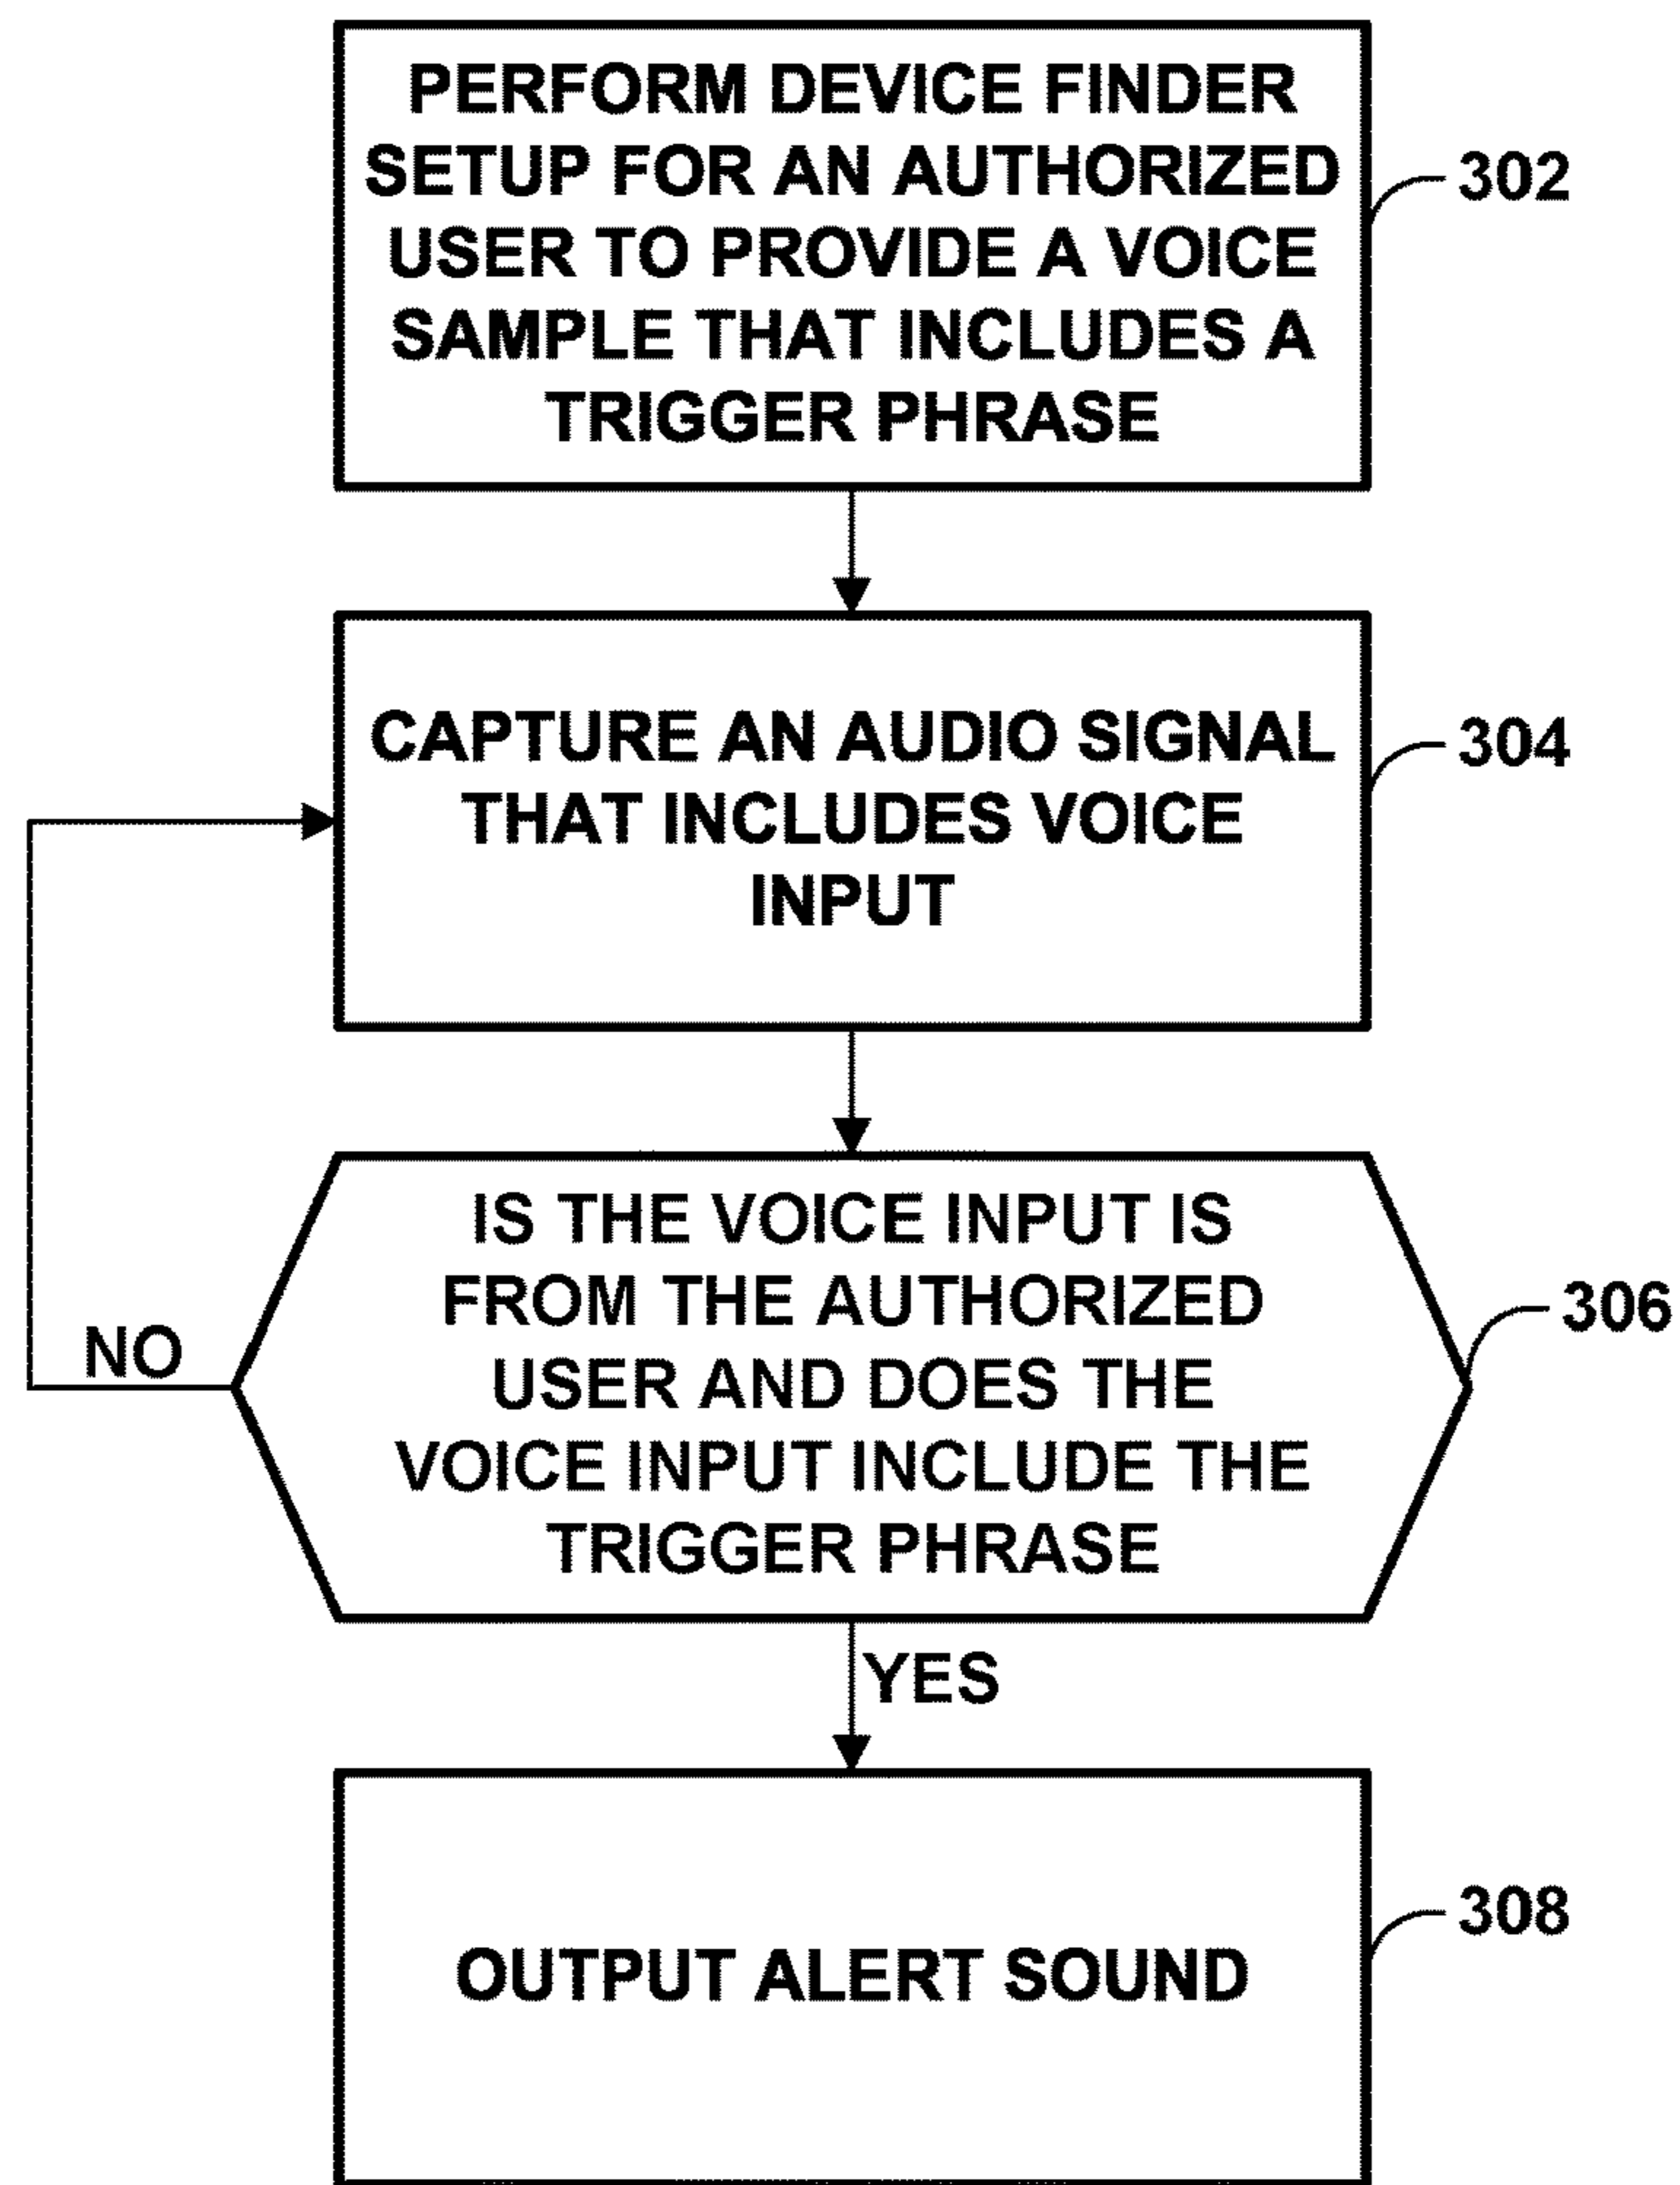 PERFORM DEVICE FINDER
SETUP FOR AN AUTHORIZED
USER TO PROVIDE A VOICE
SAMPLE THAT INCLUDES A
TRIGGER PHRASE
302
CAPTURE AN AUDIO SIGNAL
THAT INCLUDES VOICE
INPUT
304
IS THE VOICE INPUT IS
FROM THE AUTHORIZED
USER AND DOES THE
VOICE INPUT INCLUDE THE
TRIGGER PHRASE
306
NO
YES
OUTPUT ALERT SOUND
308